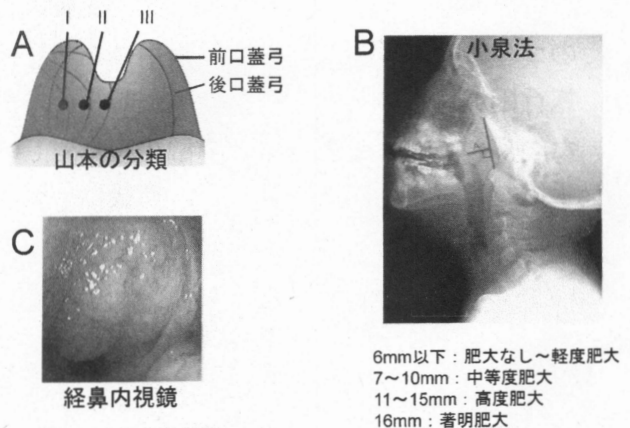 A
I II III
前口蓋弓
後口蓋弓
山本の分類
B
小泉法
C
経鼻内視鏡
6mm以下：肥大なし～軽度肥大
7～10mm：中等度肥大
11～15mm：高度肥大
16mm：著明肥大